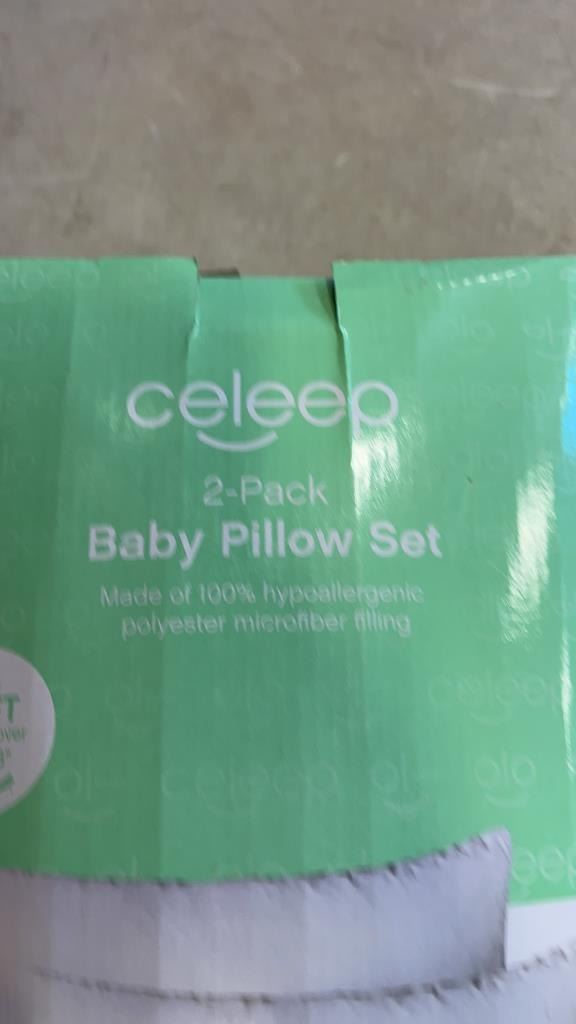 celeep
2-Pack
Baby Pillow Set
Made of 100% hypoallergenic
polyester microfiber filling